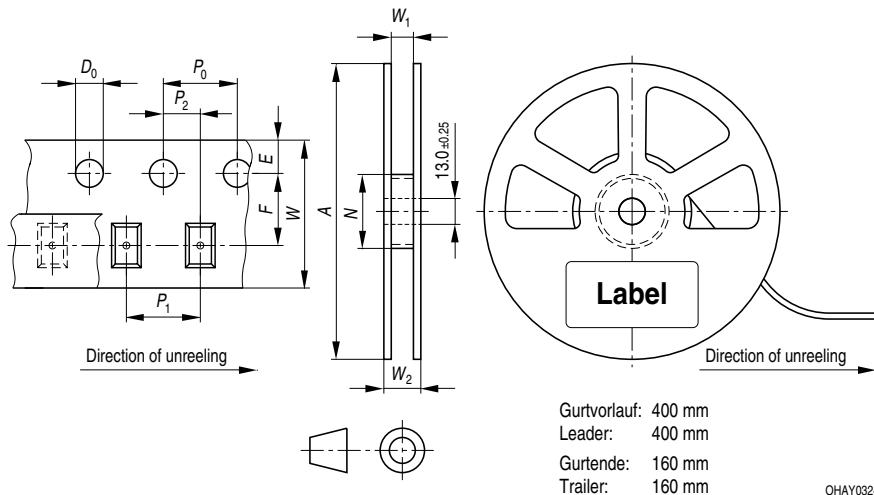 W1
D0
P0
P2
E
F
W
A
N
13.0 ±0.25
P1
Label
Direction of unreeling
W2
Direction of unreeling
Gurtvorlauf: 400 mm
Leader: 400 mm
Gurtende: 160 mm
Trailer: 160 mm